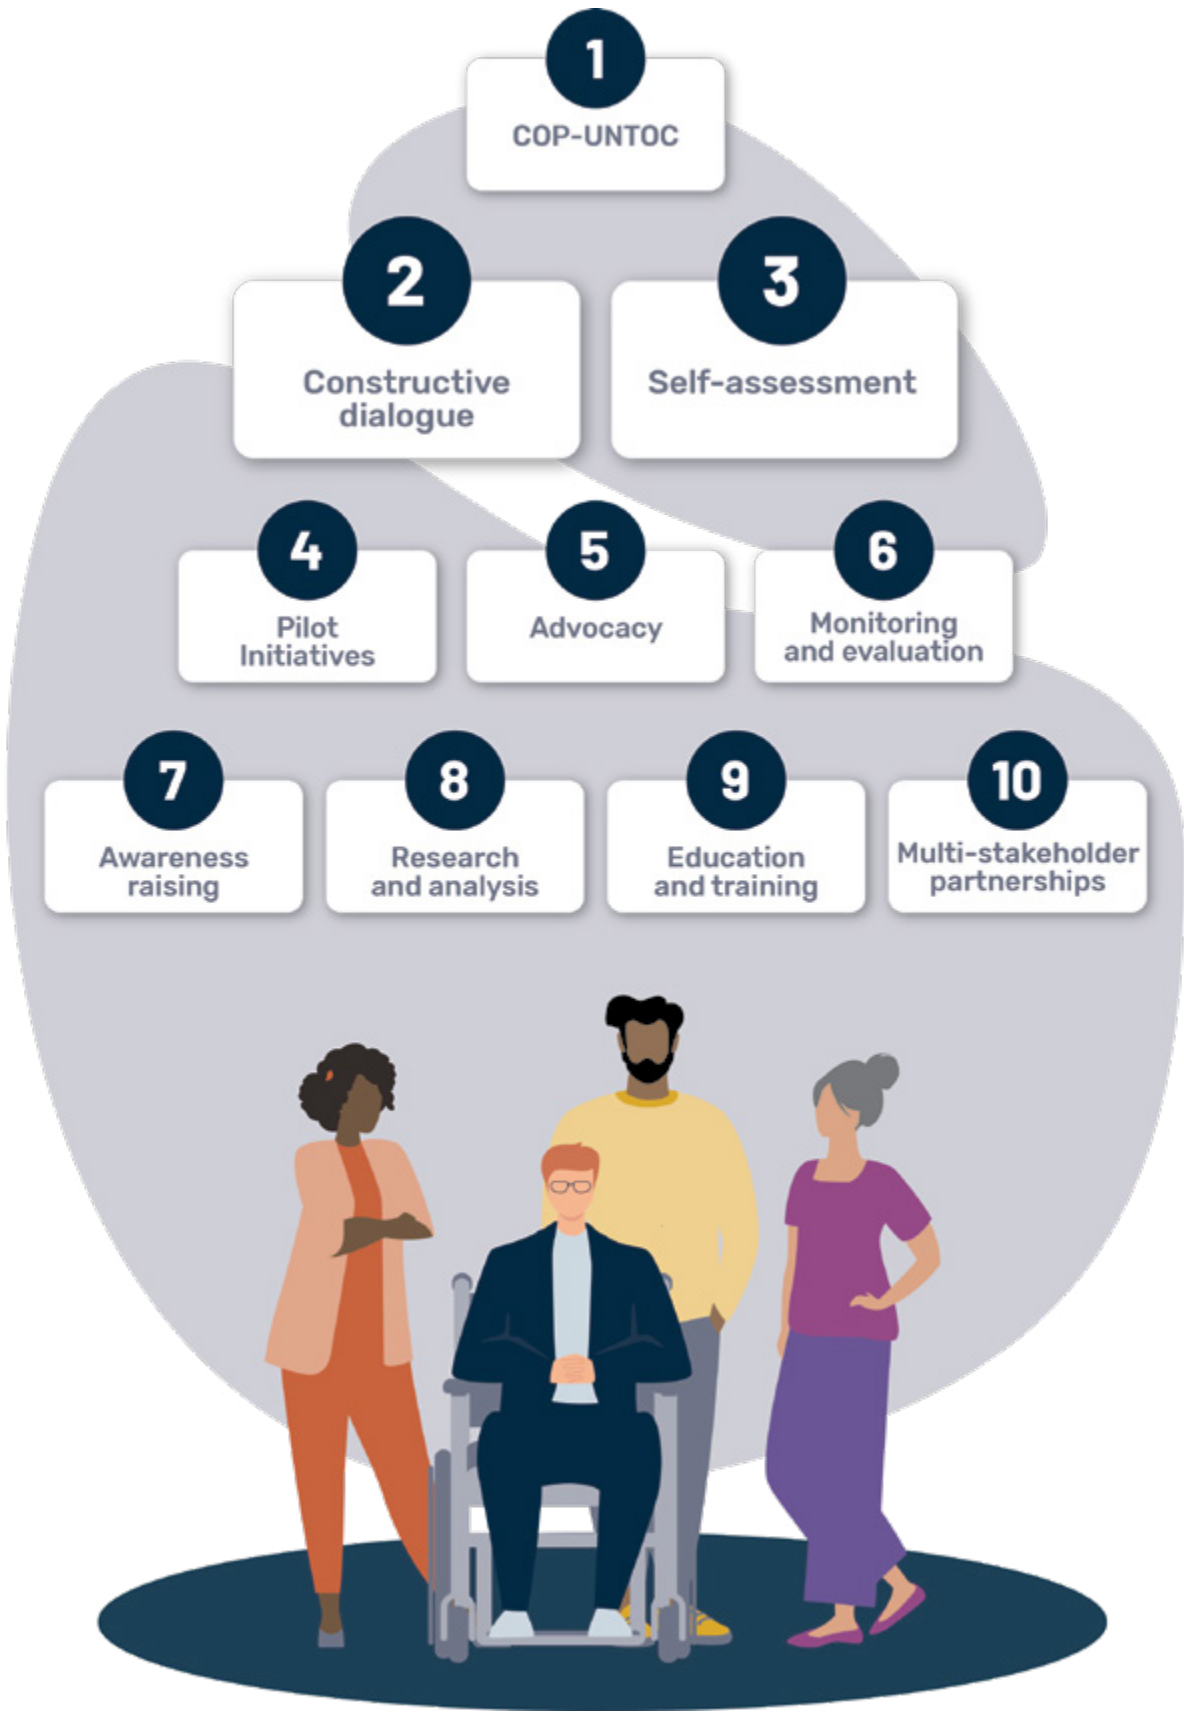 1
COP-UNTOC
2
Constructive
dialogue
3
Self-assessment
4
Pilot
Initiatives
5
Advocacy
6
Monitoring
and evaluation
7
Awareness
raising
8
Research
and analysis
9
Education
and training
10
Multi-stakeholder
partnerships